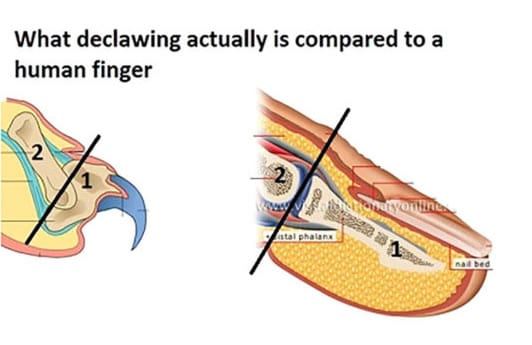 What declawing actually is compared to a
human finger
2
1
2
distal phalanx
1
nail bed